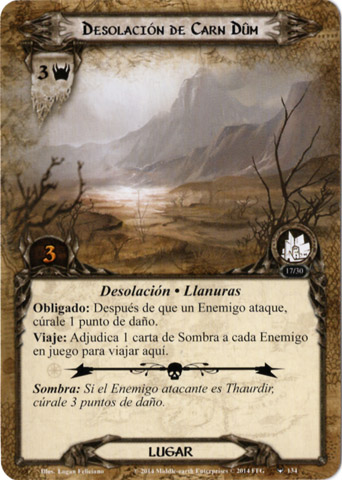 Desolación de Carn Dûm
3
3
17/30
Desolación • Llanuras
Obligado: Después de que un Enemigo ataque,
cúrale 1 punto de daño.
Viaje: Adjudica 1 carta de Sombra a cada Enemigo
en juego para viajar aquí.
Sombra: Si el Enemigo atacante es Thaurdir,
cúrale 3 puntos de daño.
LUGAR
Illus. Logan Feliciano © 2014 Middle-earth Enterprises © 2014 FFG 134